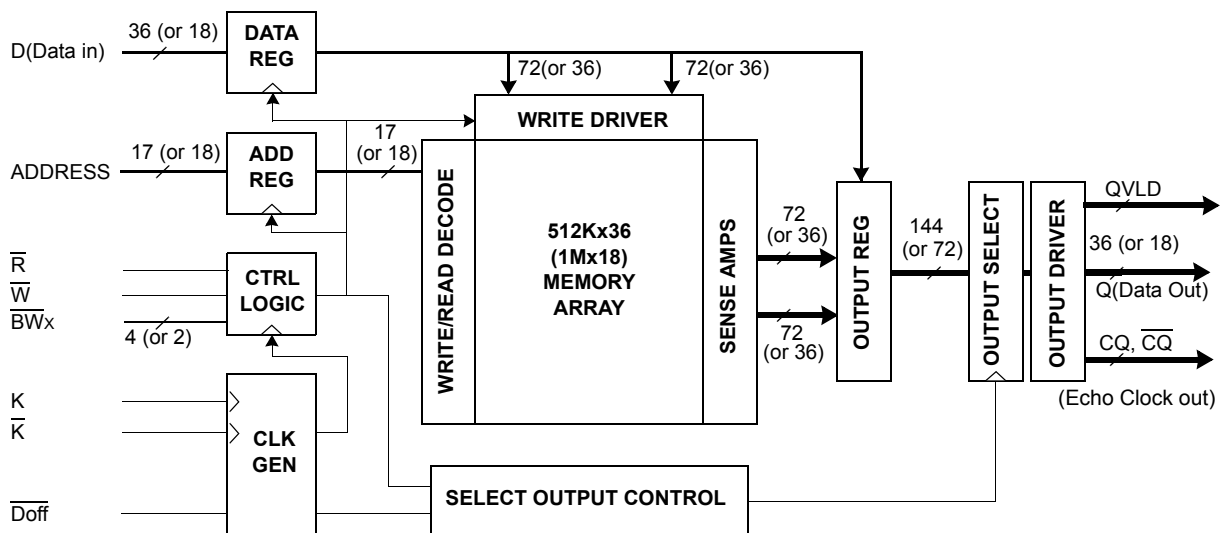 D(Data in)
36 (or 18)
DATA
REG
72(or 36)
72(or 36)
WRITE DRIVER
ADDRESS
17 (or 18)
ADD
REG
17
(or 18)
WRITE/READ DECODE
512Kx36
(1Mx18)
MEMORY
ARRAY
SENSE AMPS
72
(or 36)
72
(or 36)
OUTPUT REG
144
(or 72)
OUTPUT SELECT
OUTPUT DRIVER
QVLD
36 (or 18)
Q(Data Out)
CQ, C̅Q̅
(Echo Clock out)
R̅
W̅
B̅W̅x
4 (or 2)
CTRL
LOGIC
K
K̅
D̅o̅f̅f̅
CLK
GEN
SELECT OUTPUT CONTROL